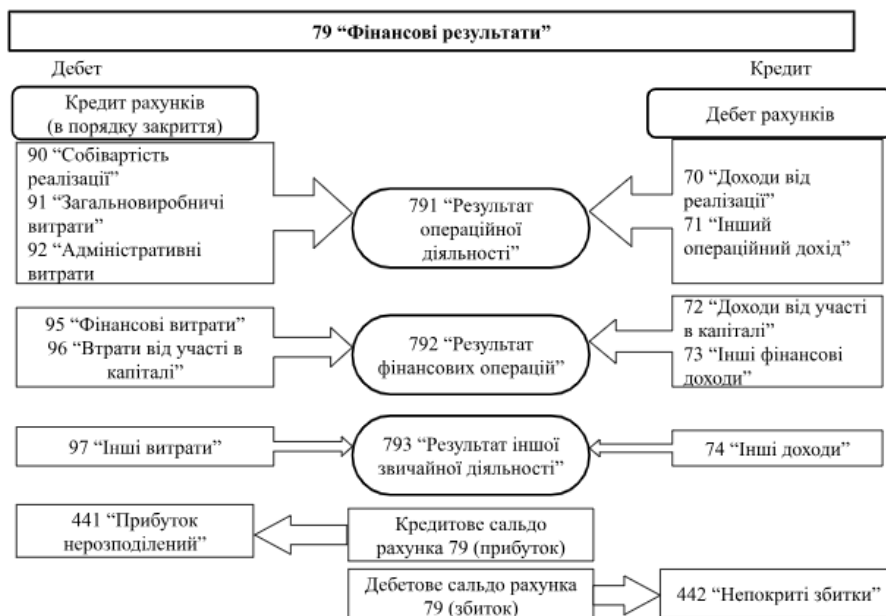 79 “Фінансові результати”
Дебет
Кредит
Кредит рахунків
(в порядку закриття)
Дебет рахунків
90 “Собівартість
реалізації”
91 “Загальновиробничі
витрати”
92 “Адміністративні
витрати
791 “Результат
операційної
діяльності”
70 “Доходи від
реалізації”
71 “Інший
операційний дохід”
95 “Фінансові витрати”
96 “Втрати від участі в
капіталі”
792 “Результат
фінансових операцій”
72 “Доходи від участі
в капіталі”
73 “Інші фінансові
доходи”
97 “Інші витрати”
793 “Результат іншої
звичайної діяльності”
74 “Інші доходи”
441 “Прибуток
нерозподілений”
Кредитове сальдо
рахунка 79 (прибуток)
Дебетове сальдо рахунка
79 (збиток)
442 “Непокриті збитки”